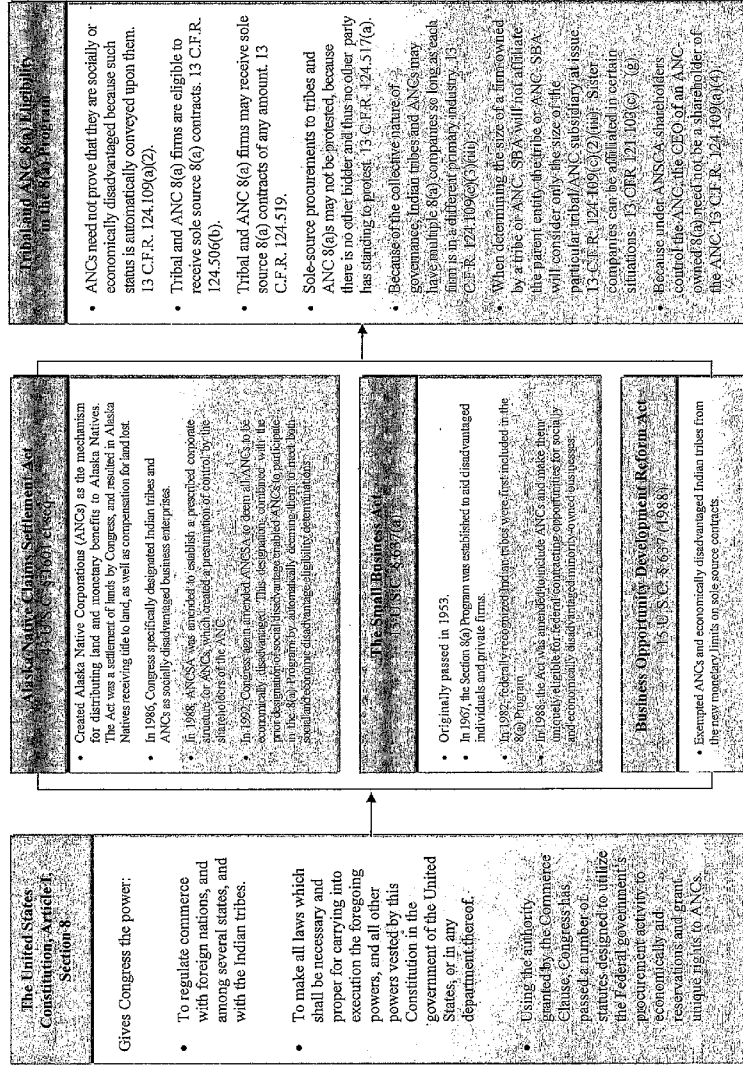 The United States
Constitution, Article I,
Section 8
Gives Congress the power:
• To regulate commerce
with foreign nations, and
among several states, and
with the Indian tribes.
• To make all laws which
shall be necessary and
proper for carrying into
execution the foregoing
powers, and all other
powers vested by this
Constitution in the
government of the United
States, or in any
department thereof.
• Using the authority
granted by the Commerce
Clause, Congress has
passed a number of
statutes designed to utilize
the Federal government's
procurement activity to
economically aid
reservations and grant
unique rights to ANCs.
Alaska Native Claims Settlement Act
43 U.S.C. §1601 et seq.
• Created Alaska Native Corporations (ANCs) as the mechanism
for distributing land and monetary benefits to Alaska Natives.
The Act was a settlement of lands by Congress, and resulted in Alaska
Natives receiving title to land, as well as compensation for land lost.
• In 1986, Congress specifically designated Indian tribes and
ANCs as socially disadvantaged business enterprises.
• In 1988, ANCSA was amended to establish a prescribed corporate
structure for ANCs, which created a presumption of control by the
shareholders of the ANC.
• In 1992, Congress again amended ANCSA to deem all ANCs to be
economically disadvantaged. This designation, combined with the
prior designation of social disadvantage enabled ANCs to participate
in the 8(a) Program by automatically deeming them to meet both
social and economic disadvantage eligibility determinations.
The Small Business Act
15 U.S.C. § 637(a)
• Originally passed in 1953.
• In 1967, the Section 8(a) Program was established to aid disadvantaged
individuals and private firms.
• In 1982, federally recognized Indian tribes were first included in the
8(a) Program.
• In 1988, the Act was amended to include ANCs and make them
uniquely eligible for federal contracting opportunities for socially
and economically disadvantaged minority-owned businesses.
Business Opportunity Development Reform Act
15 U.S.C. § 637 (1988)
• Exempted ANCs and economically disadvantaged Indian tribes from
the new monetary limits on sole source contracts.
Tribal and ANC 8(a) Eligibility
in the 8(a) Program
• ANCs need not prove that they are socially or
economically disadvantaged because such
status is automatically conveyed upon them.
13 C.F.R. 124.109(a)(2).
• Tribal and ANC 8(a) firms are eligible to
receive sole source 8(a) contracts. 13 C.F.R.
124.506(b).
• Tribal and ANC 8(a) firms may receive sole
source 8(a) contracts of any amount. 13
C.F.R. 124.519.
• Sole-source procurements to tribes and
ANC 8(a)s may not be protested, because
there is no other bidder and thus no other party
has standing to protest. 13 C.F.R. 124.517(a).
• Because of the collective nature of
governance, Indian tribes and ANCs may
have multiple 8(a) companies so long as each
firm is in a different primary industry. 13
C.F.R. 124.109(c)(3)(ii)
• When determining the size of a firm owned
by a tribe or ANC, SBA will not affiliate
the parent entity, the tribe or ANC. SBA
will consider only the size of the
particular tribal/ANC subsidiary at issue.
13 C.F.R. 124.109(c)(2)(iii) Sister
companies can be affiliated in certain
situations. 13 CFR 121.103(c) - (g)
• Because under ANSCA shareholders
control the ANC, the CEO of an ANC-
owned 8(a) need not be a shareholder of
the ANC. 13 C.F.R. 124.109(a)(4).